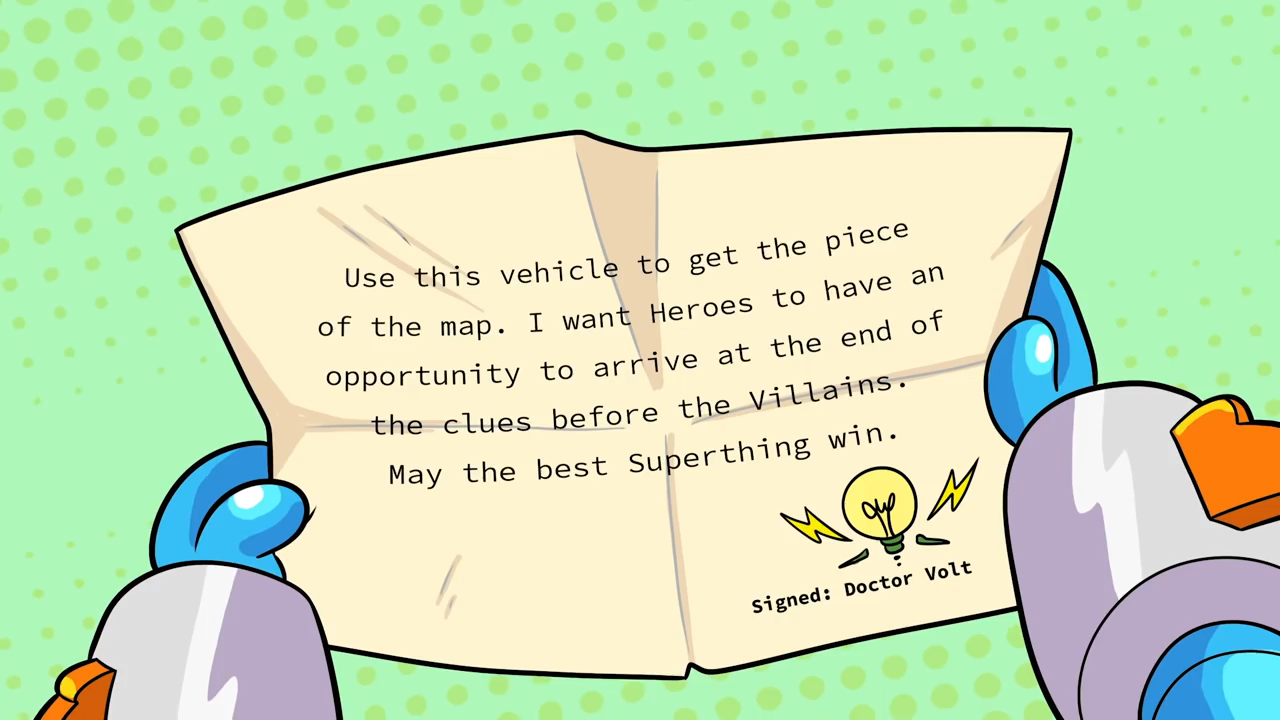 Use this vehicle to get the piece
of the map. I want Heroes to have an
opportunity to arrive at the end of
the clues before the Villains.
May the best Superthing win.
Signed: Doctor Volt